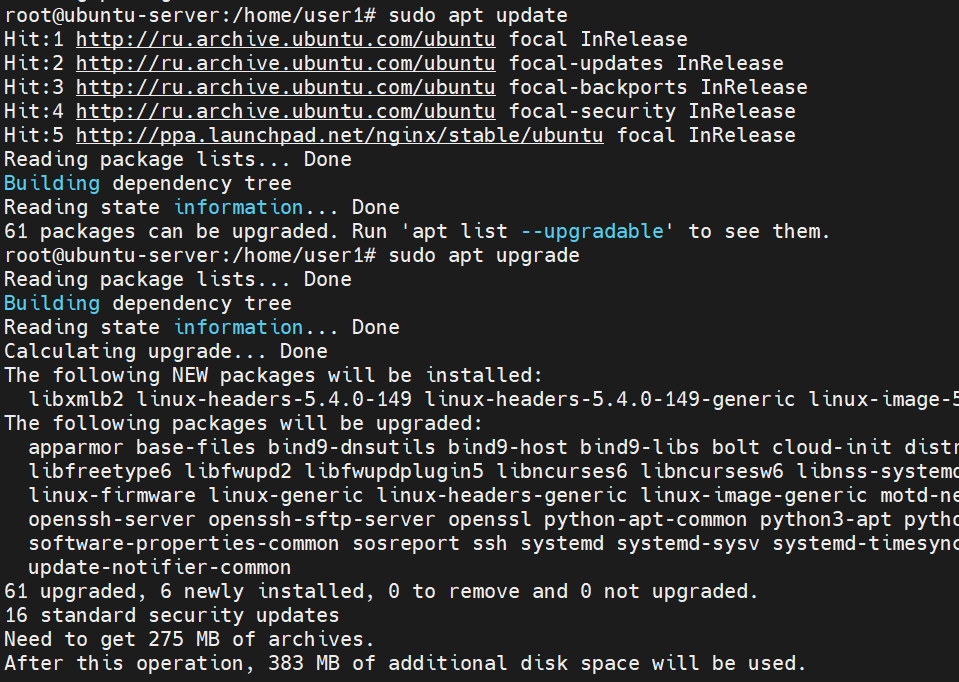 root@ubuntu-server:/home/user1# sudo apt update
Hit:1 http://ru.archive.ubuntu.com/ubuntu focal InRelease
Hit:2 http://ru.archive.ubuntu.com/ubuntu focal-updates InRelease
Hit:3 http://ru.archive.ubuntu.com/ubuntu focal-backports InRelease
Hit:4 http://ru.archive.ubuntu.com/ubuntu focal-security InRelease
Hit:5 http://ppa.launchpad.net/nginx/stable/ubuntu focal InRelease
Reading package lists... Done
Building dependency tree
Reading state information... Done
61 packages can be upgraded. Run 'apt list --upgradable' to see them.
root@ubuntu-server:/home/user1# sudo apt upgrade
Reading package lists... Done
Building dependency tree
Reading state information... Done
Calculating upgrade... Done
The following NEW packages will be installed:
libxmlb2 linux-headers-5.4.0-149 linux-headers-5.4.0-149-generic linux-image-5
The following packages will be upgraded:
apparmor base-files bind9-dnsutils bind9-host bind9-libs bolt cloud-init distr
libfreetype6 libfwupd2 libfwupdplugin5 libncurses6 libncursesw6 libnss-systemd
linux-firmware linux-generic linux-headers-generic linux-image-generic motd-ne
openssh-server openssh-sftp-server openssl python-apt-common python3-apt pytho
software-properties-common sosreport ssh systemd systemd-sysv systemd-timesync
update-notifier-common
61 upgraded, 6 newly installed, 0 to remove and 0 not upgraded.
16 standard security updates
Need to get 275 MB of archives.
After this operation, 383 MB of additional disk space will be used.